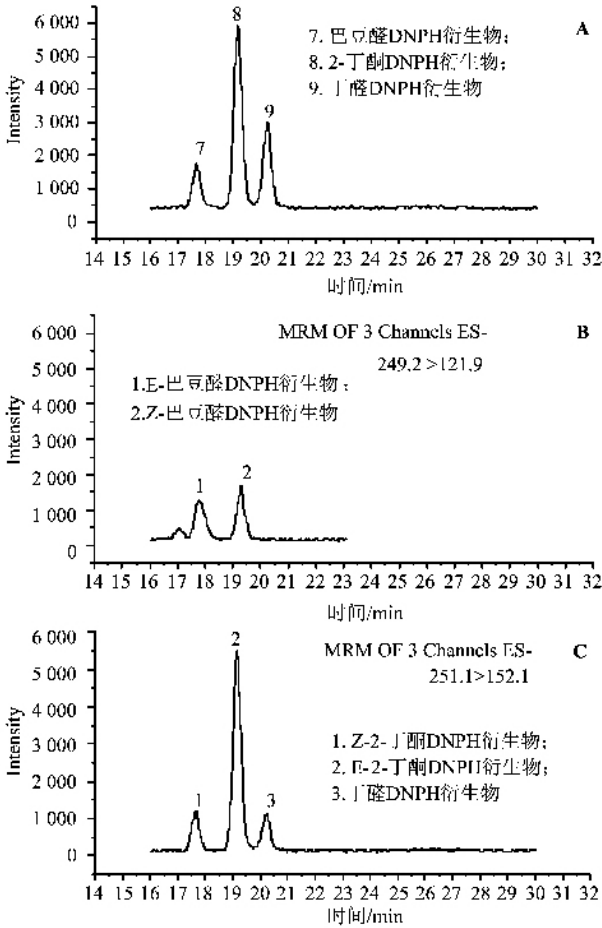 A
7. 巴豆醛DNPH衍生物;
8. 2-丁酮DNPH衍生物;
9. 丁醛DNPH衍生物
6 000
5 000
4 000
3 000
2 000
1 000
0
Intensity
7
8
9
14 15 16 17 18 19 20 21 22 23 24 25 26 27 28 29 30 31 32
时间/min
B
MRM OF 3 Channels ES-
249.2 >121.9
1.E-巴豆醛DNPH衍生物;
2.Z-巴豆醛DNPH衍生物
6 000
5 000
4 000
3 000
2 000
1 000
0
Intensity
1
2
14 15 16 17 18 19 20 21 22 23 24 25 26 27 28 29 30 31 32
时间/min
C
MRM OF 3 Channels ES-
251.1>152.1
1. Z-2-丁酮DNPH衍生物;
2. E-2-丁酮DNPH衍生物;
3. 丁醛DNPH衍生物
6 000
5 000
4 000
3 000
2 000
1 000
0
Intensity
1
2
3
14 15 16 17 18 19 20 21 22 23 24 25 26 27 28 29 30 31 32
时间/min